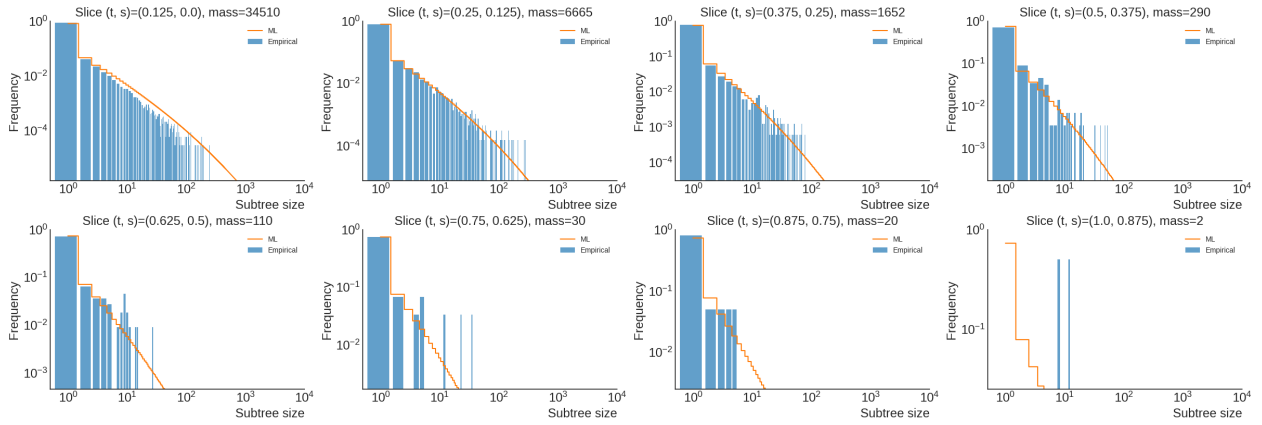 Slice (t, s)=(0.125, 0.0), mass=34510
10^0
10^-2
10^-4
Frequency
ML
Empirical
10^0 10^1 10^2 10^3 10^4
Subtree size
Slice (t, s)=(0.25, 0.125), mass=6665
10^0
10^-2
10^-4
Frequency
ML
Empirical
10^0 10^1 10^2 10^3 10^4
Subtree size
Slice (t, s)=(0.375, 0.25), mass=1652
10^0
10^-1
10^-2
10^-3
10^-4
Frequency
ML
Empirical
10^0 10^1 10^2 10^3 10^4
Subtree size
Slice (t, s)=(0.5, 0.375), mass=290
10^0
10^-1
10^-2
10^-3
Frequency
ML
Empirical
10^0 10^1 10^2 10^3 10^4
Subtree size
Slice (t, s)=(0.625, 0.5), mass=110
10^0
10^-1
10^-2
10^-3
Frequency
ML
Empirical
10^0 10^1 10^2 10^3 10^4
Subtree size
Slice (t, s)=(0.75, 0.625), mass=30
10^0
10^-1
10^-2
Frequency
ML
Empirical
10^0 10^1 10^2 10^3 10^4
Subtree size
Slice (t, s)=(0.875, 0.75), mass=20
10^0
10^-1
10^-2
Frequency
ML
Empirical
10^0 10^1 10^2 10^3 10^4
Subtree size
Slice (t, s)=(1.0, 0.875), mass=2
10^0
10^-1
Frequency
ML
Empirical
10^0 10^1 10^2 10^3 10^4
Subtree size